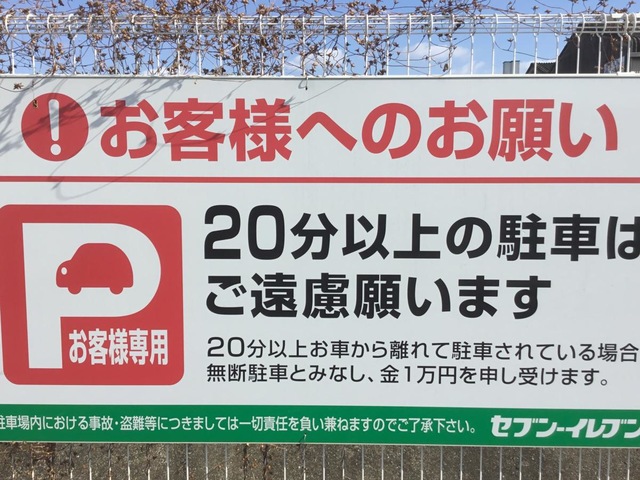 お客様へのお願い
20分以上の駐車は
ご遠慮願います
お客様専用
20分以上お車から離れて駐車されている場合
無断駐車とみなし、金1万円を申し受けます。
駐車場内における事故・盗難等につきましては一切責任を負い兼ねますのでご了承下さい。 セブン-イレブン